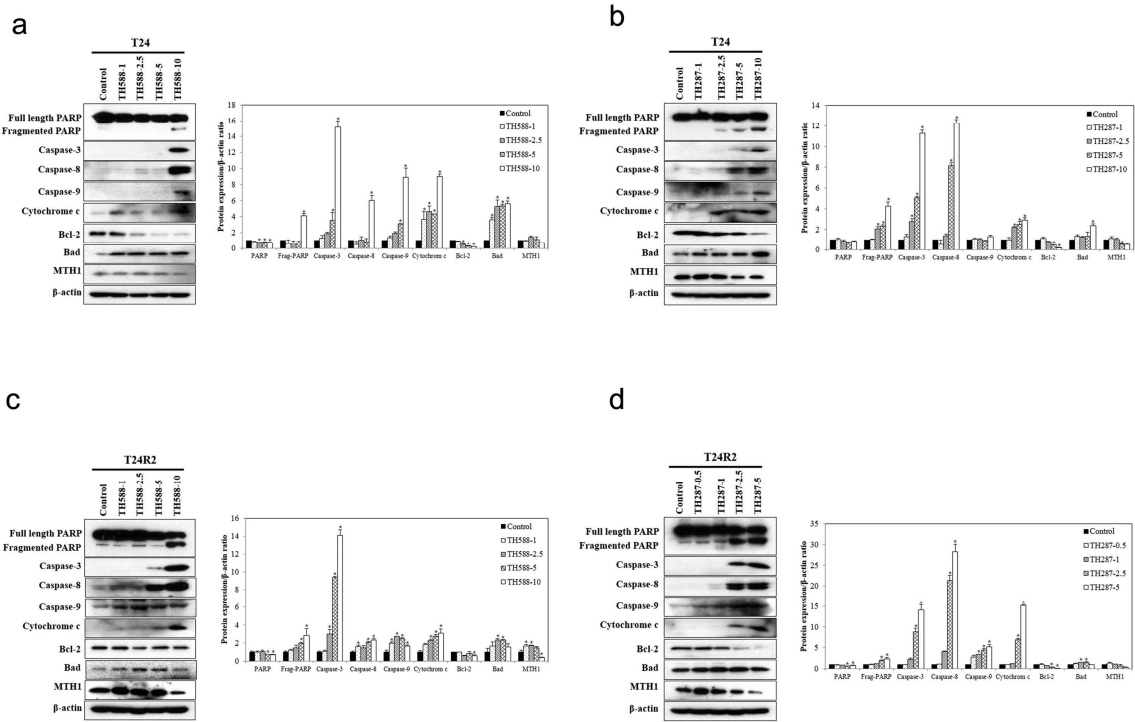 a
T24
Control
TH588-1
TH588-2.5
TH588-5
TH588-10
Full length PARP
Fragmented PARP
Caspase-3
Caspase-8
Caspase-9
Cytochrome c
Bcl-2
Bad
MTH1
β-actin
Protein expression/β-actin ratio
18
16
14
12
10
8
6
4
2
0
Control
TH588-1
TH588-2.5
TH588-5
TH588-10
PARP Frag-PARP Caspase-3 Caspase-8 Caspase-9 Cytochrom c Bcl-2 Bad MTH1
b
T24
Control
TH287-1
TH287-2.5
TH287-5
TH287-10
Full length PARP
Fragmented PARP
Caspase-3
Caspase-8
Caspase-9
Cytochrome c
Bcl-2
Bad
MTH1
β-actin
Protein expression/β-actin ratio
14
12
10
8
6
4
2
0
Control
TH287-1
TH287-2.5
TH287-5
TH287-10
PARP Frag-PARP Caspase-3 Caspase-8 Caspase-9 Cytochrom c Bcl-2 Bad MTH1
c
T24R2
Control
TH588-1
TH588-2.5
TH588-5
TH588-10
Full length PARP
Fragmented PARP
Caspase-3
Caspase-8
Caspase-9
Cytochrome c
Bcl-2
Bad
MTH1
β-actin
Protein expression/β-actin ratio
16
14
12
10
8
6
4
2
0
Control
TH588-1
TH588-2.5
TH588-5
TH588-10
PARP Frag-PARP Caspase-3 Caspase-8 Caspase-9 Cytochrom c Bcl-2 Bad MTH1
d
T24R2
Control
TH287-0.5
TH287-1
TH287-2.5
TH287-5
Full length PARP
Fragmented PARP
Caspase-3
Caspase-8
Caspase-9
Cytochrome c
Bcl-2
Bad
MTH1
β-actin
Protein expression/β-actin ratio
35
30
25
20
15
10
5
0
Control
TH287-0.5
TH287-1
TH287-2.5
TH287-5
PARP Frag-PARP Caspase-3 Caspase-8 Caspase-9 Cytochrom c Bcl-2 Bad MTH1